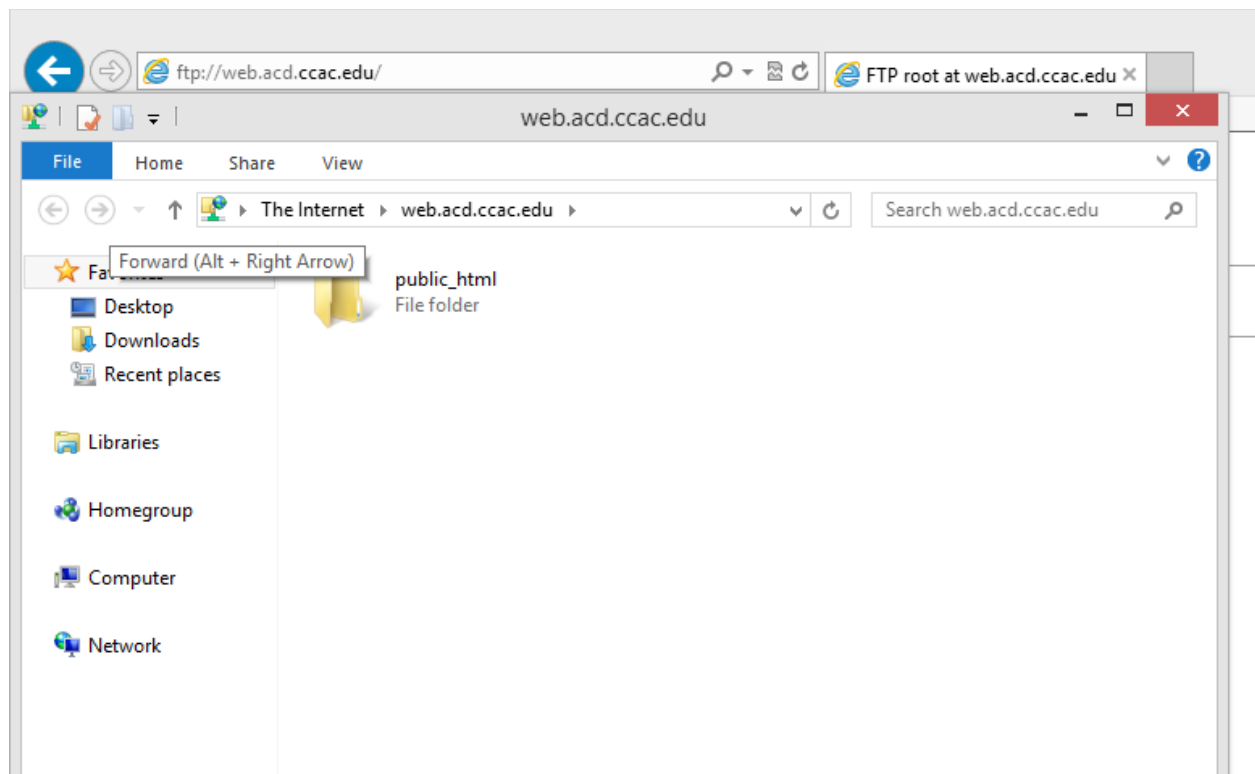 ftp://web.acd.ccac.edu/
FTP root at web.acd.ccac.edu
web.acd.ccac.edu
File Home Share View
The Internet web.acd.ccac.edu
Search web.acd.ccac.edu
Forward (Alt + Right Arrow)
public_html
File folder
Desktop
Downloads
Recent places
Libraries
Homegroup
Computer
Network